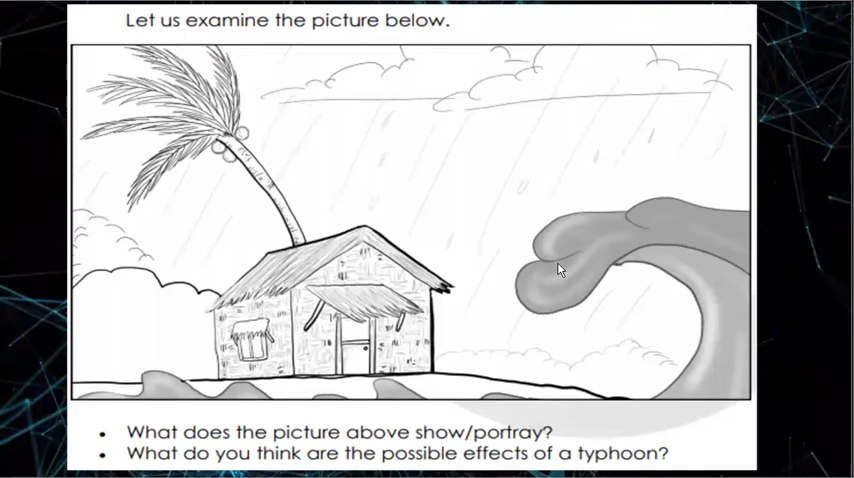 Let us examine the picture below.
• What does the picture above show/portray?
• What do you think are the possible effects of a typhoon?